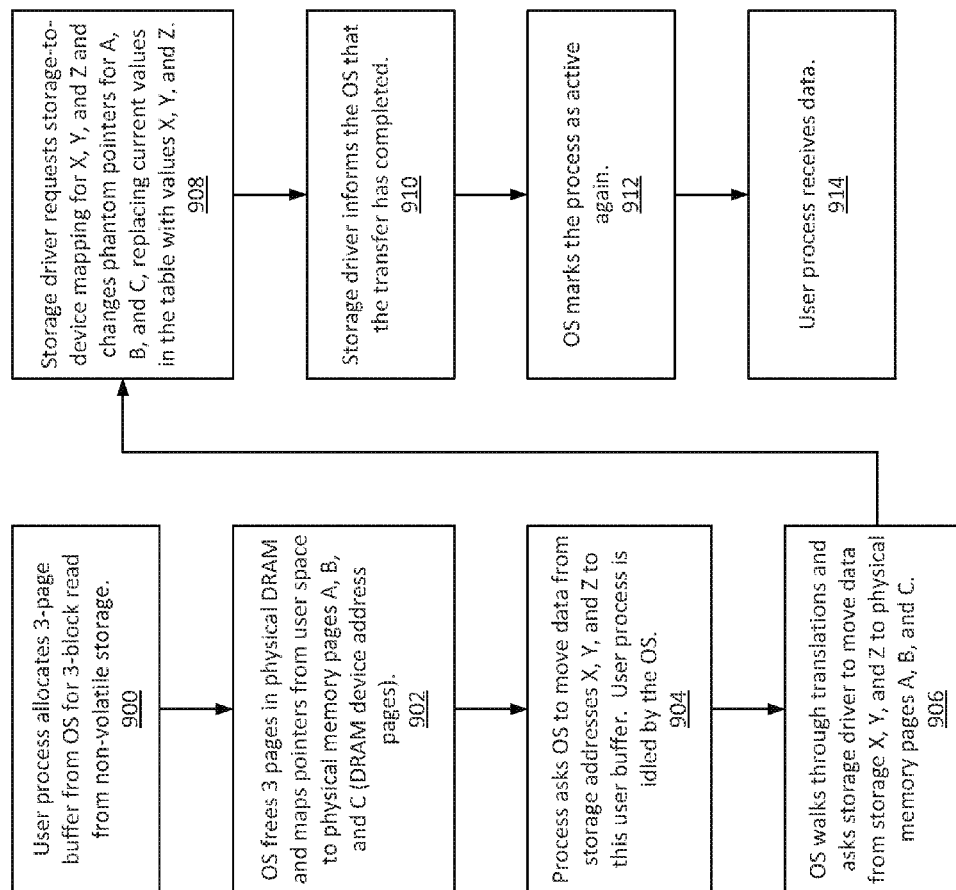 User process allocates 3-page
buffer from OS for 3-block read
from non-volatile storage.
900
OS frees 3 pages in physical DRAM
and maps pointers from user space
to physical memory pages A, B,
and C (DRAM device address
pages).
902
Process asks OS to move data from
storage addresses X, Y, and Z to
this user buffer. User process is
idled by the OS.
904
OS walks through translations and
asks storage driver to move data
from storage X, Y, and Z to physical
memory pages A, B, and C.
906
Storage driver requests storage-to-
device mapping for X, Y, and Z and
changes phantom pointers for A,
B, and C, replacing current values
in the table with values X, Y, and Z.
908
Storage driver informs the OS that
the transfer has completed.
910
OS marks the process as active
again.
912
User process receives data.
914